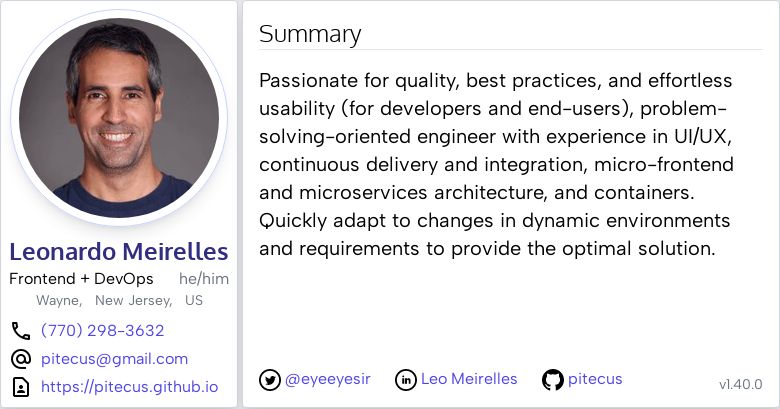 Leonardo Meirelles
Frontend + DevOps he/him
Wayne, New Jersey, US
(770) 298-3632
pitecus@gmail.com
https://pitecus.github.io
Summary
Passionate for quality, best practices, and effortless
usability (for developers and end-users), problem-
solving-oriented engineer with experience in UI/UX,
continuous delivery and integration, micro-frontend
and microservices architecture, and containers.
Quickly adapt to changes in dynamic environments
and requirements to provide the optimal solution.
@eyeeyesir in Leo Meirelles pitecus v1.40.0